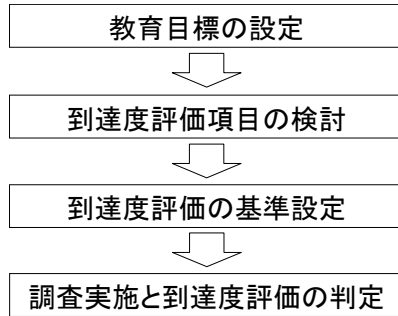 教育目標の設定
到達度評価項目の検討
到達度評価の基準設定
調査実施と到達度評価の判定